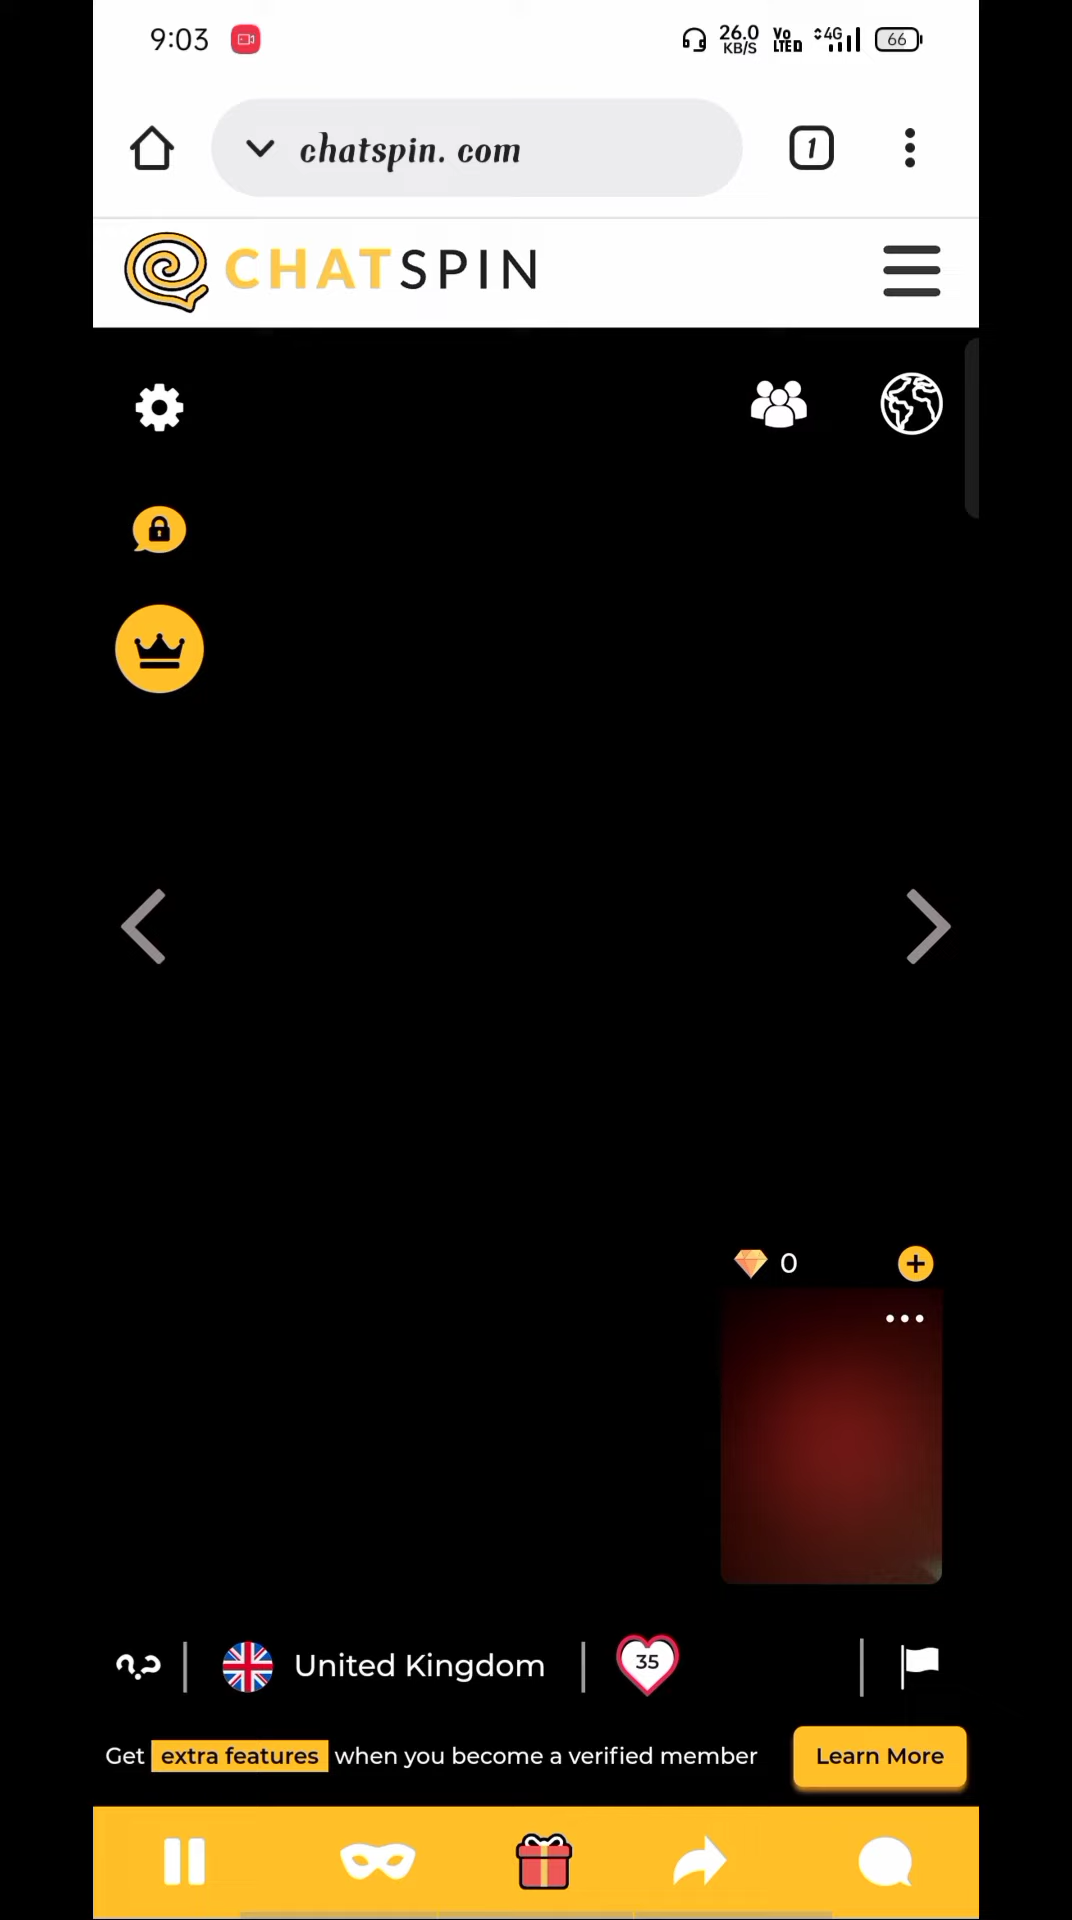 9:03
26.0 KB/S
Vo LTE D
4G
66
chatspin. com
1
CHATSPIN
0
United Kingdom
35
Get extra features when you become a verified member
Learn More